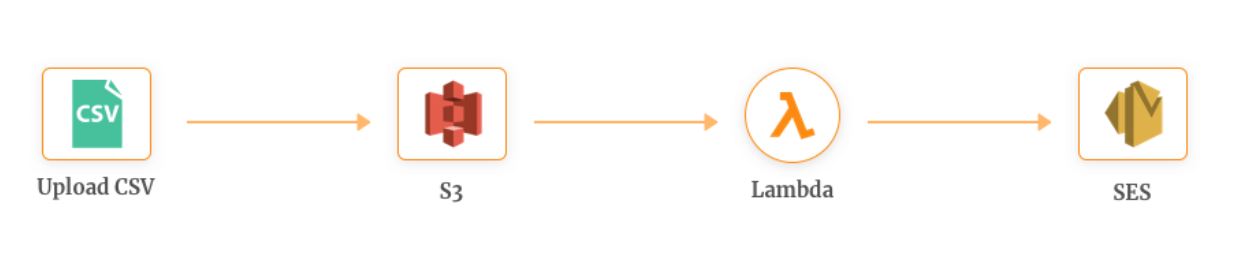 CSV
Upload CSV
S3
Lambda
SES